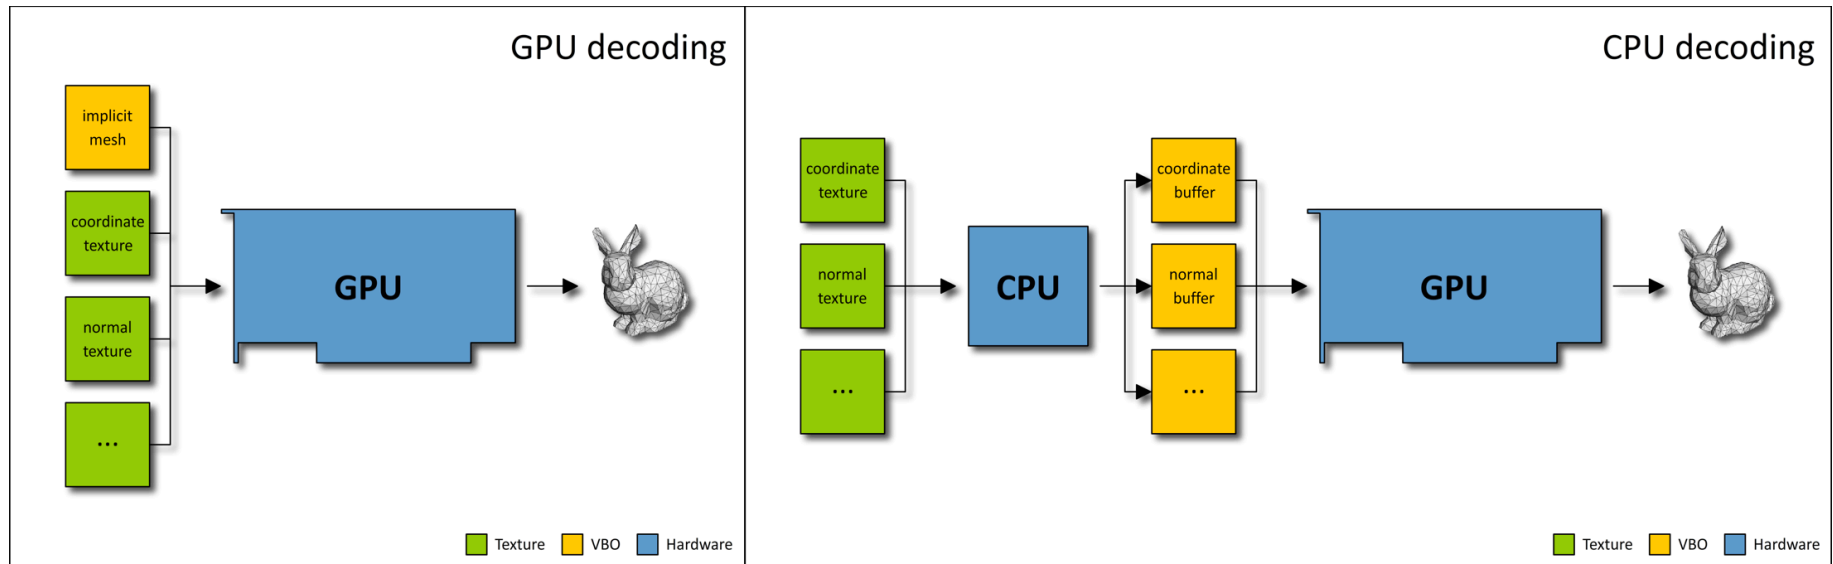 GPU decoding
implicit
mesh
coordinate
texture
normal
texture
...
GPU
Texture
VBO
Hardware
CPU decoding
coordinate
texture
normal
texture
...
CPU
coordinate
buffer
normal
buffer
...
GPU
Texture
VBO
Hardware